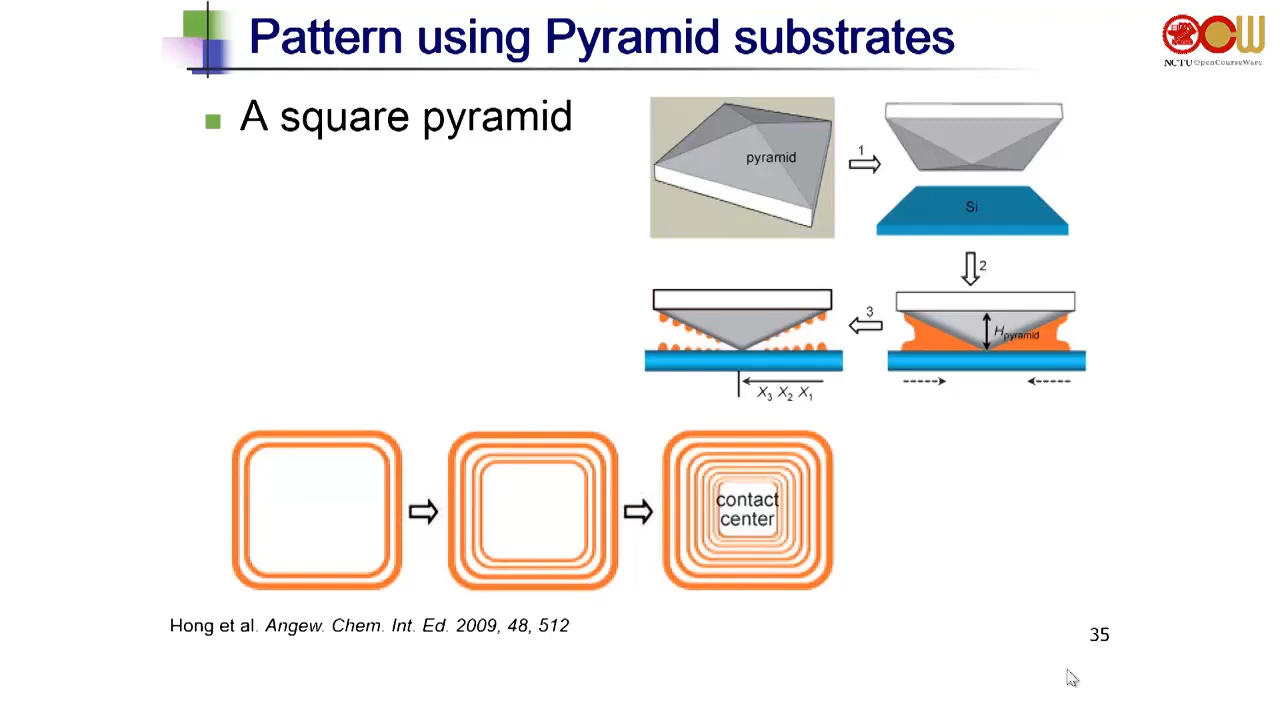 Pattern using Pyramid substrates
NCTU OpenCourseWare
A square pyramid
pyramid
1
Si
2
3
Hpyramid
X3 X2 X1
contact
center
Hong et al. Angew. Chem. Int. Ed. 2009, 48, 512
35